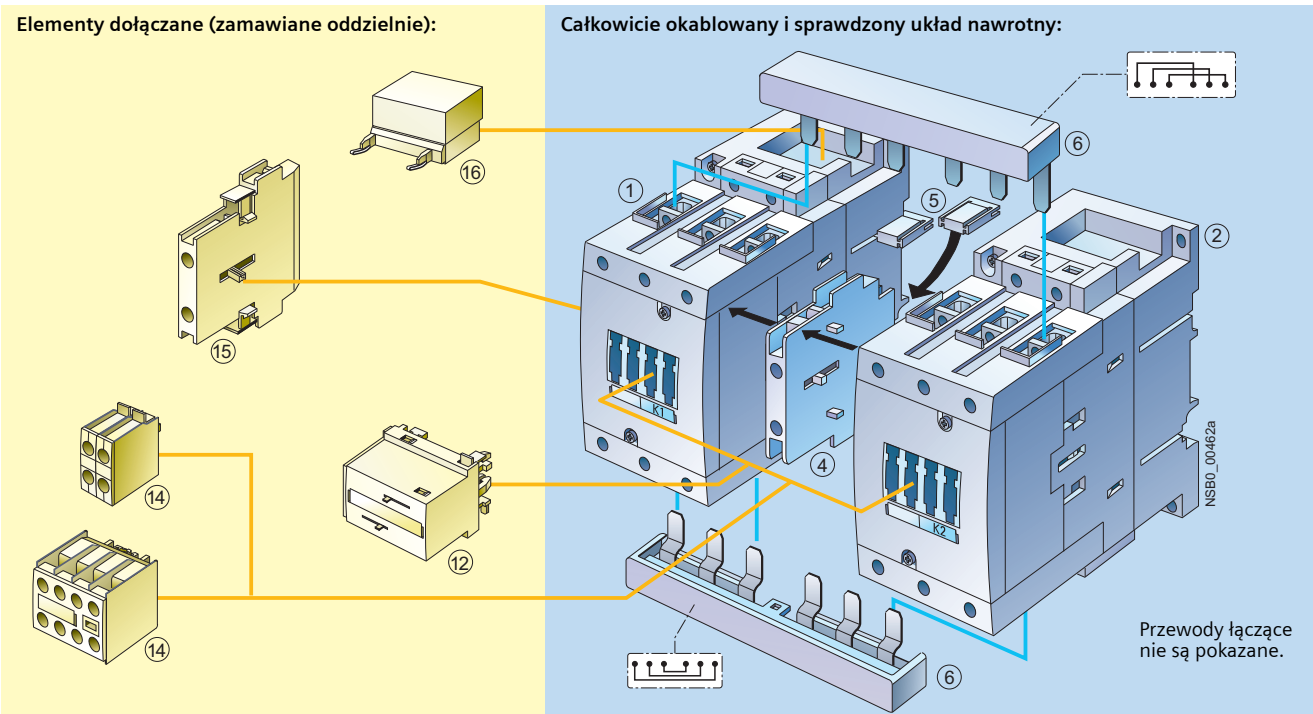 Elementy dołączane (zamawiane oddzielnie):
Całkowicie okablowany i sprawdzony układ nawrotny:
16
6
1
5
2
15
K1
4
14
12
K2
NSB0_00462a
14
6
Przewody łączące
nie są pokazane.